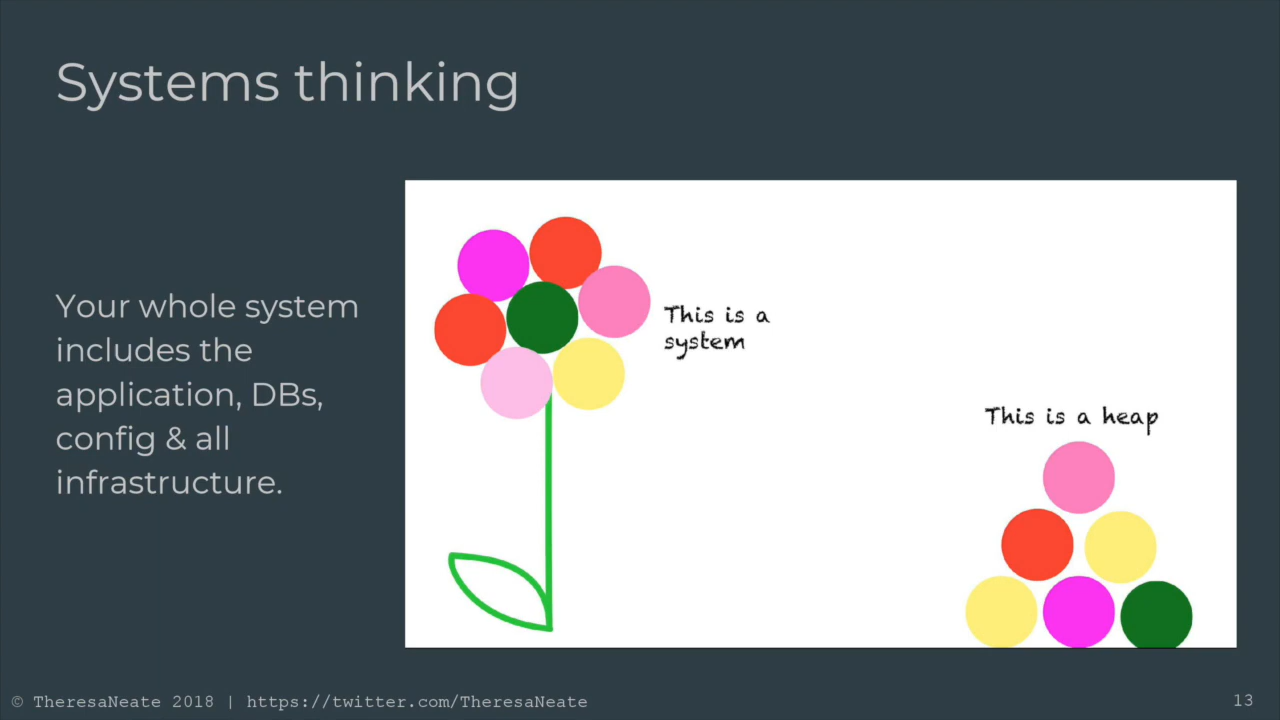 Systems thinking
Your whole system
includes the
application, DBs,
config & all
infrastructure.
This is a
system
This is a heap
© TheresaNeate 2018 | https://twitter.com/TheresaNeate
13